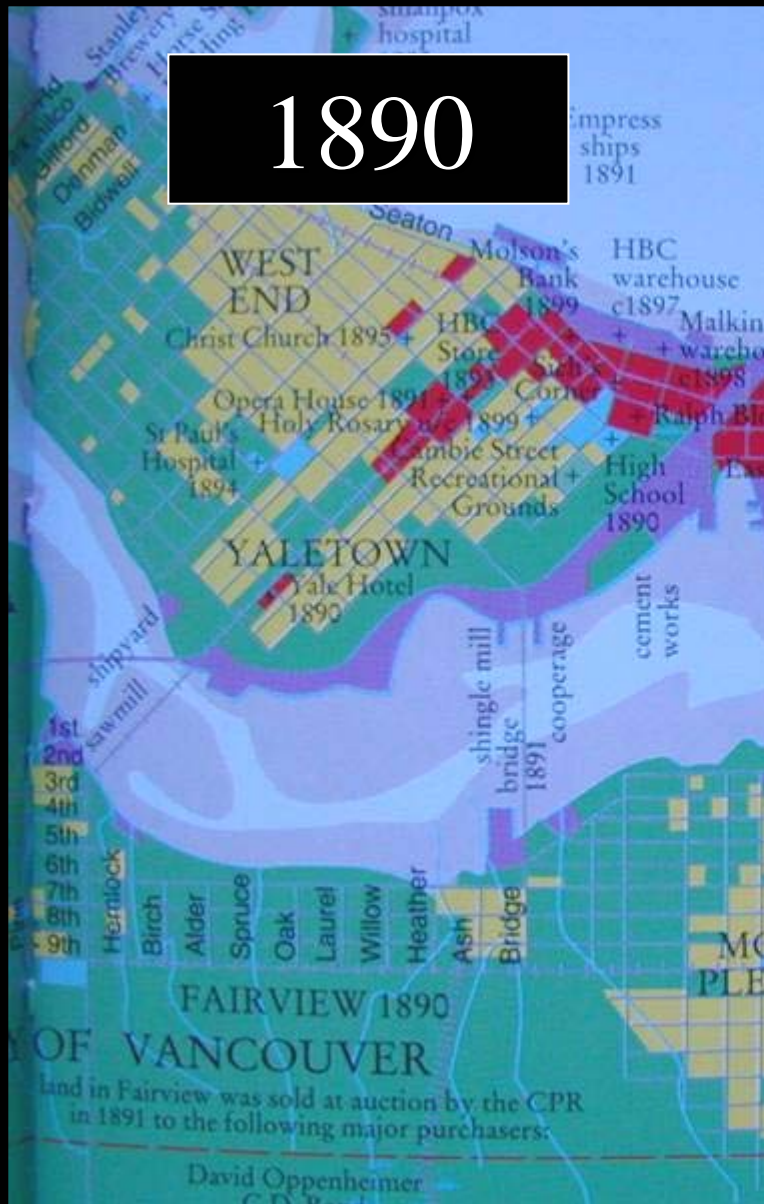 smallpox
hospital
Stanley
Brewery
1890
Empress
ships
1891
Gilford
Denman
Bidwell
Seaton
WEST
END
Molson's
Bank
1899
HBC
warehouse
c1897
Malkin
c1898
Christ Church 1895
HBC
Store
1893
Corner
Opera House 1891
Holy Rosary 1899
Ralph
St Paul's
Hospital
1894
Cambie Street
Recreational
Grounds
High
School
1890
YALETOWN
Yale Hotel
1890
shipyard
sawmill
shingle mill
bridge
1891
cooperage
cement
works
1st
2nd
3rd
4th
5th
6th
7th
8th
9th
Hemlock
Birch
Alder
Spruce
Oak
Laurel
Willow
Heather
Ash
Bridge
FAIRVIEW 1890
OF VANCOUVER
land in Fairview was sold at auction by the CPR
in 1891 to the following major purchasers:
David Oppenheimer